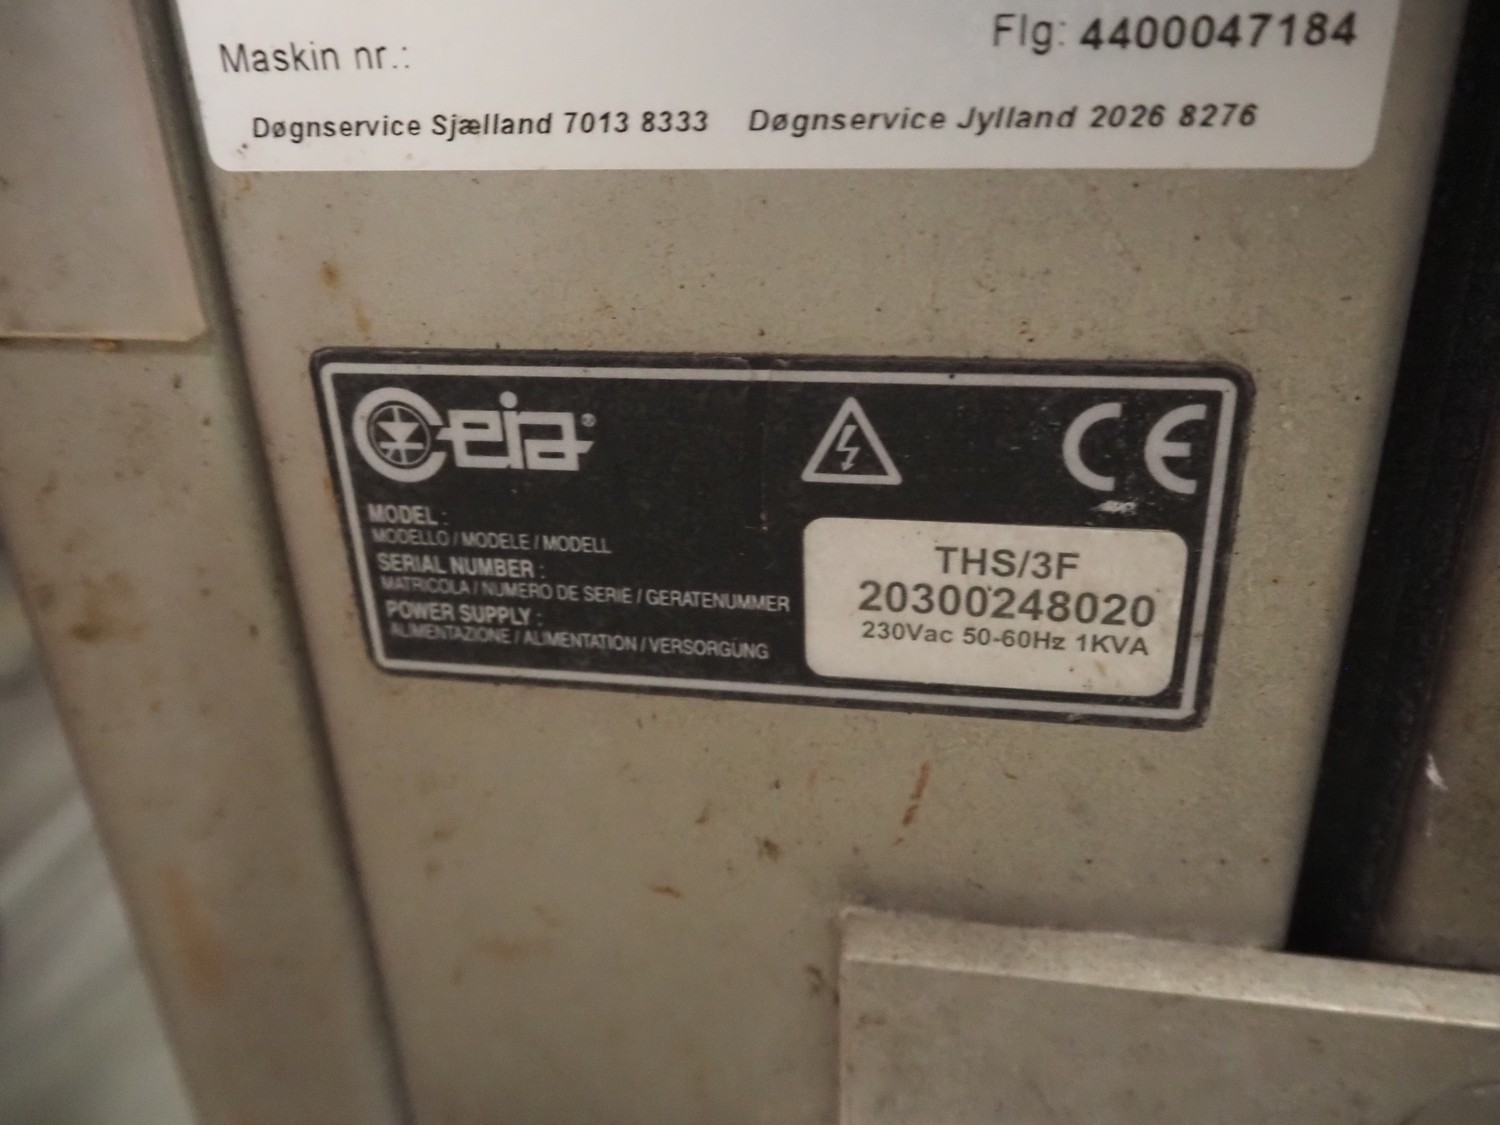 Maskin nr.:
Flg: 4400047184
Døgnservice Sjælland 7013 8333 Døgnservice Jylland 2026 8276
Ceia® CE
MODEL :
MODELLO / MODELE / MODELL
SERIAL NUMBER :
MATRICOLA / NUMERO DE SERIE / GERATENUMMER
POWER SUPPLY :
ALIMENTAZIONE / ALIMENTATION / VERSORGUNG
THS/3F
20300248020
230Vac 50-60Hz 1KVA